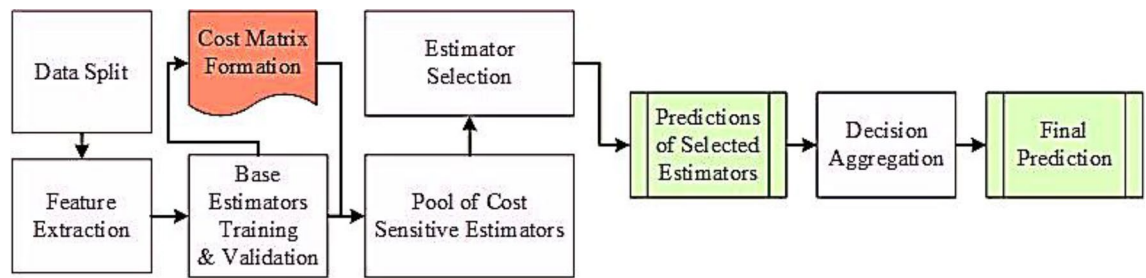 Data Split
Feature
Extraction
Cost Matrix
Formation
Base
Estimators
Training
& Validation
Estimator
Selection
Pool of Cost
Sensitive Estimators
Predictions
of Selected
Estimators
Decision
Aggregation
Final
Prediction